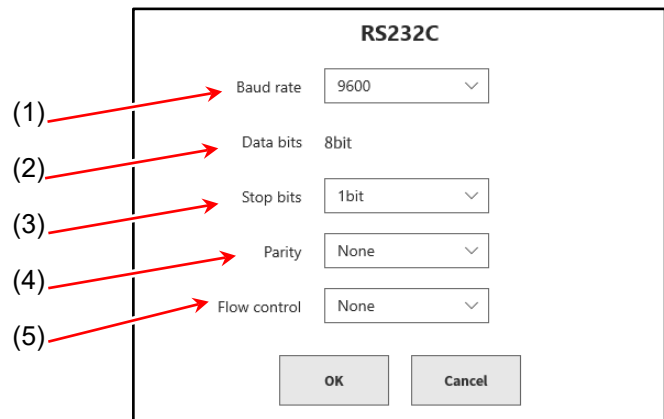 RS232C
(1) Baud rate 9600
(2) Data bits 8bit
(3) Stop bits 1bit
(4) Parity None
(5) Flow control None
OK Cancel